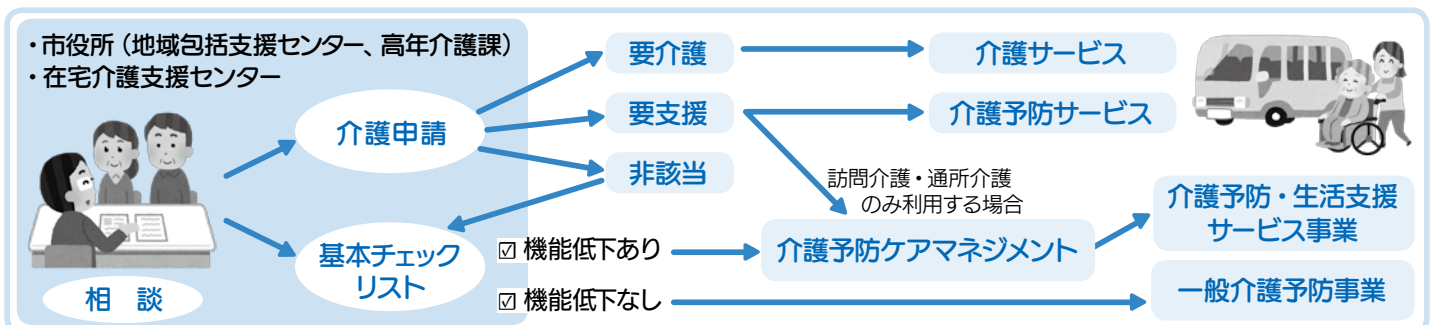 ・市役所（地域包括支援センター、高年介護課）
・在宅介護支援センター
相 談
介護申請
基本チェック
リスト
要介護
要支援
非該当
介護サービス
介護予防サービス
訪問介護・通所介護
のみ利用する場合
☑ 機能低下あり
介護予防ケアマネジメント
介護予防・生活支援
サービス事業
☑ 機能低下なし
一般介護予防事業